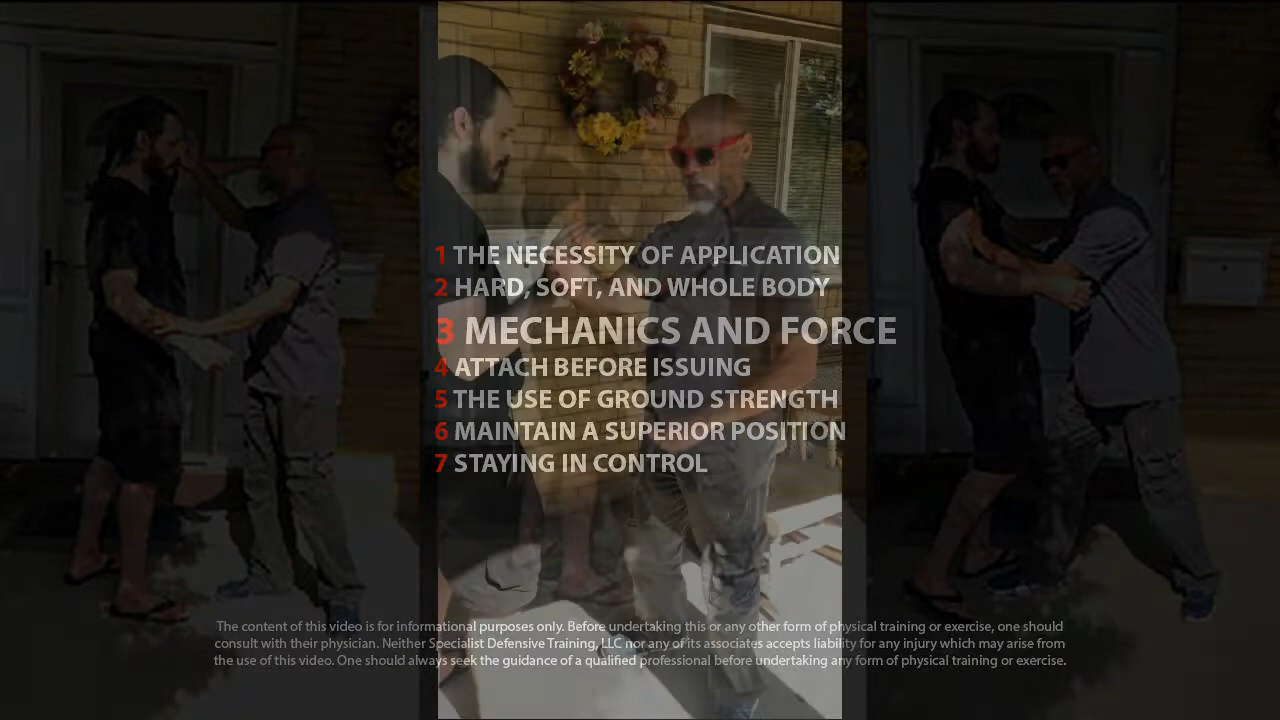 1 THE NECESSITY OF APPLICATION
2 HARD, SOFT, AND WHOLE BODY
3 MECHANICS AND FORCE
4 ATTACH BEFORE ISSUING
5 THE USE OF GROUND STRENGTH
6 MAINTAIN A SUPERIOR POSITION
7 STAYING IN CONTROL
The content of this video is for informational purposes only. Before undertaking this or any other form of physical training or exercise, one should
consult with their physician. Neither Specialist Defensive Training, LLC nor any of its associates accepts liability for any injury which may arise from
the use of this video. One should always seek the guidance of a qualified professional before undertaking any form of physical training or exercise.